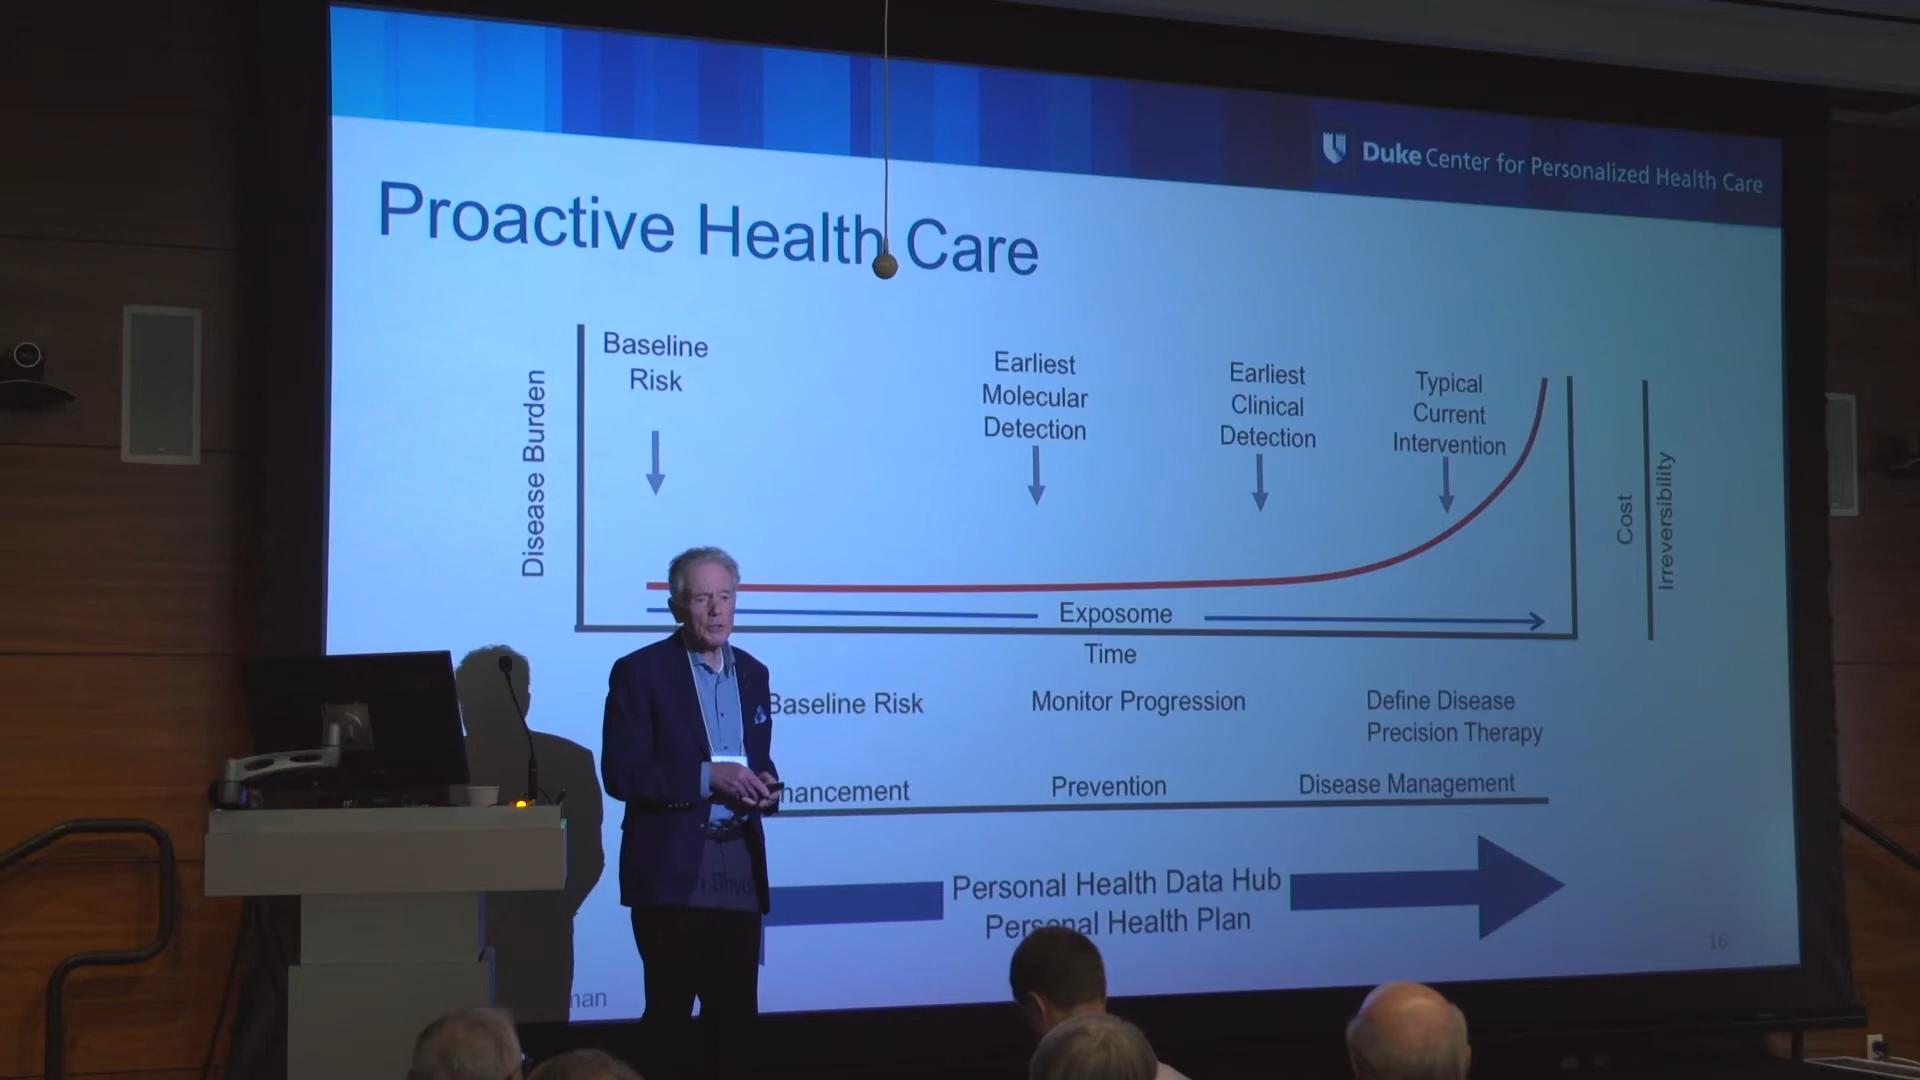 Duke Center for Personalized Health Care
Proactive Health Care
Baseline
Risk
Earliest
Molecular
Detection
Earliest
Clinical
Detection
Typical
Current
Intervention
Disease Burden
Cost
Irreversibility
Exposome
Time
Baseline Risk
Monitor Progression
Define Disease
Precision Therapy
hancement
Prevention
Disease Management
Personal Health Data Hub
Personal Health Plan
16